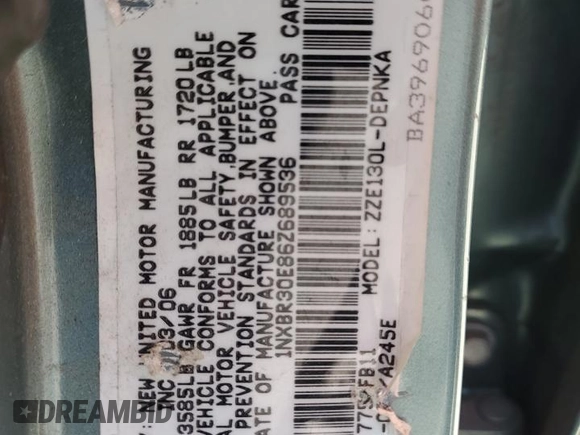 Y: NEW UNITED MOTOR MANUFACTURING
INC 03/06
3585LB GAWR FR 1885LB RR 1720LB
VEHICLE CONFORMS TO ALL APPLICABLE
AL MOTOR VEHICLE SAFETY,BUMPER,AND
PREVENTION STANDARDS IN EFFECT ON
DATE OF MANUFACTURE SHOWN ABOVE.
1NXBR30E86Z689536 PASS CAR
MODEL: ZZE130L-DEPNKA
FB11
/A245E
BA396906
DREAMBID